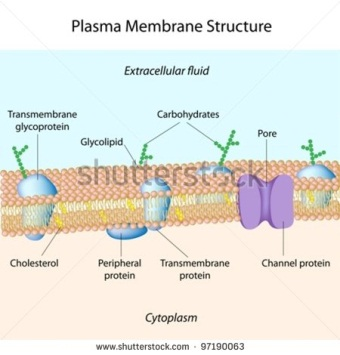 Plasma Membrane Structure
Extracellular fluid
Transmembrane
glycoprotein
Carbohydrates
Glycolipid
Pore
shutterstock
Cholesterol
Peripheral
protein
Transmembrane
protein
Channel protein
Cytoplasm
www.shutterstock.com · 97190063